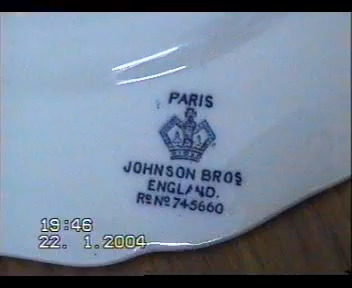 PARIS
JOHNSON BROS
ENGLAND.
RD NO 745660
19:46
22. 1.2004